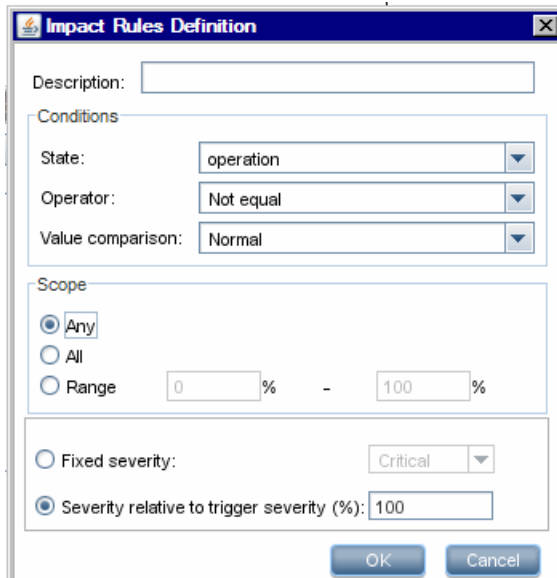 Impact Rules Definition
Description:
Conditions
State: operation
Operator: Not equal
Value comparison: Normal
Scope
Any
All
Range 0 % - 100 %
Fixed severity: Critical
Severity relative to trigger severity (%): 100
OK Cancel